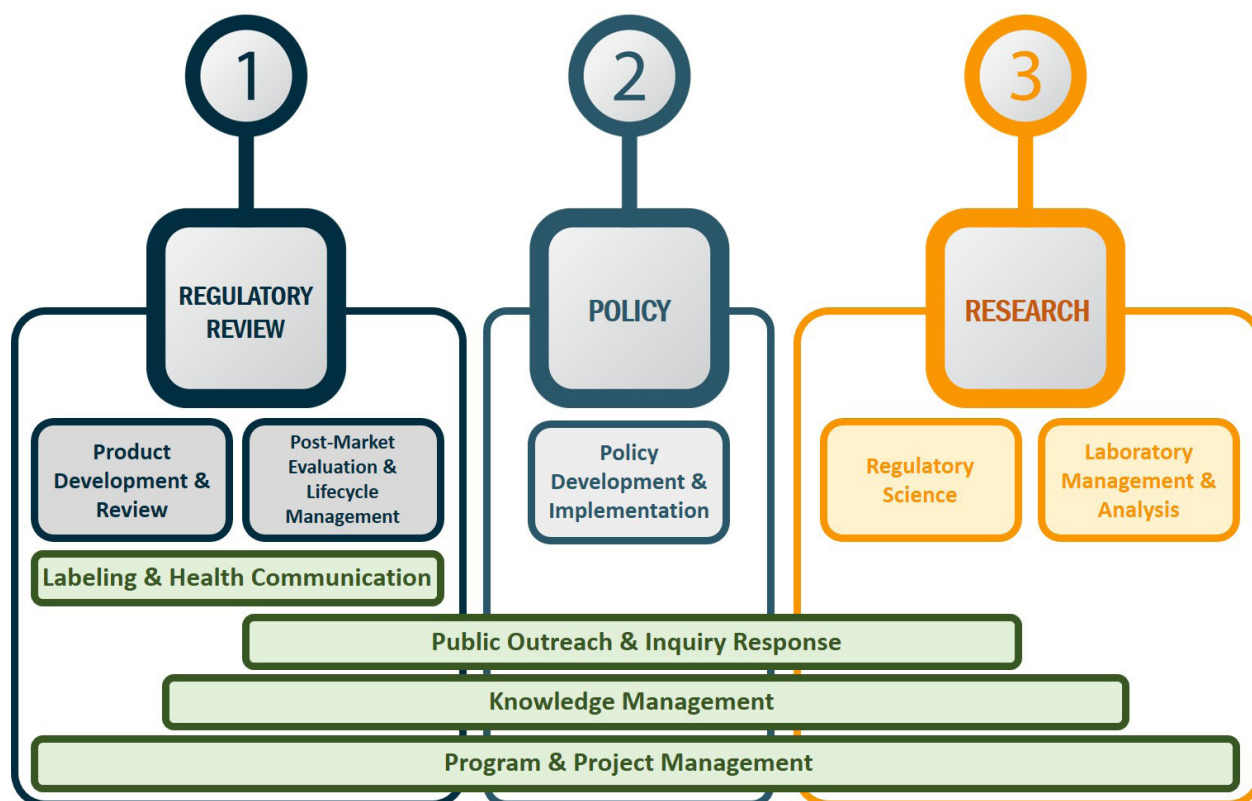 1
2
3
REGULATORY
REVIEW
POLICY
RESEARCH
Product
Development &
Review
Post-Market
Evaluation &
Lifecycle
Management
Policy
Development &
Implementation
Regulatory
Science
Laboratory
Management &
Analysis
Labeling & Health Communication
Public Outreach & Inquiry Response
Knowledge Management
Program & Project Management